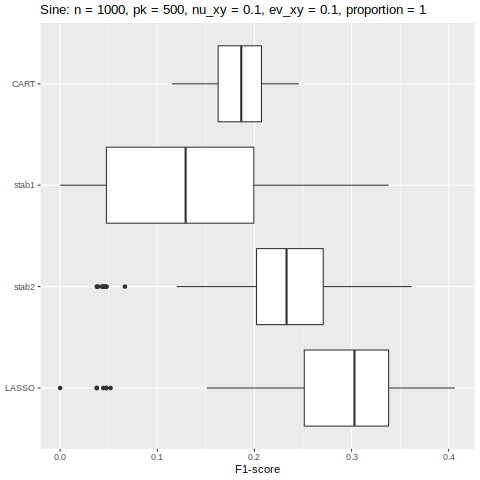 Sine: n = 1000, pk = 500, nu_xy = 0.1, ev_xy = 0.1, proportion = 1
CART
stab1
stab2
LASSO
0.0 0.1 0.2 0.3 0.4
F1-score